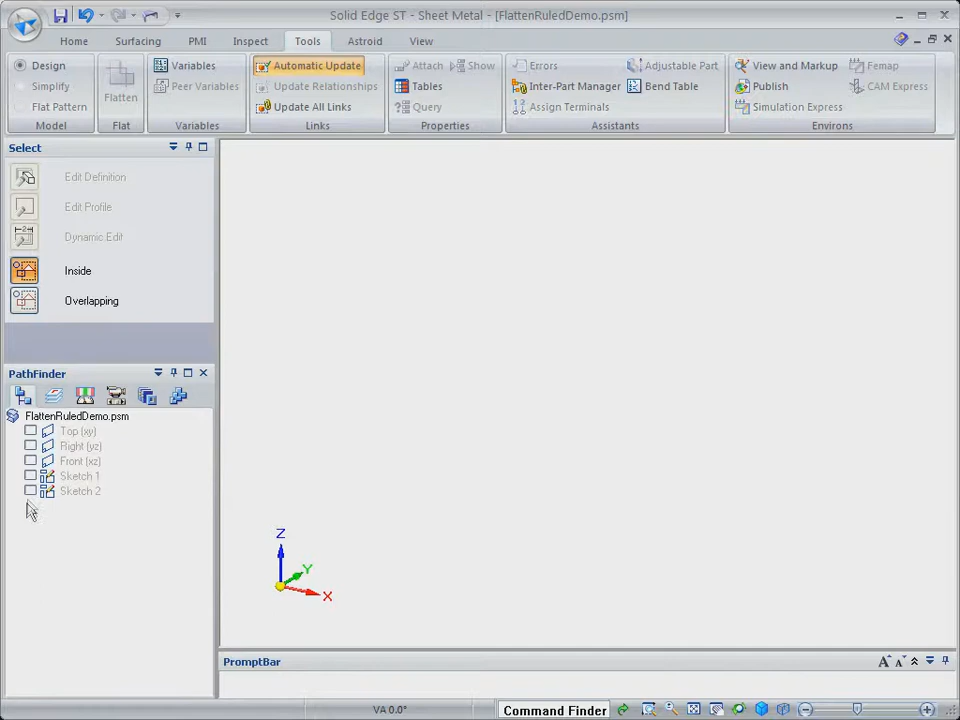 Solid Edge ST - Sheet Metal - [FlattenRuledDemo.psm]
Home Surfacing PMI Inspect Tools Astroid View
Design Variables Automatic Update Attach Show Errors Adjustable Part View and Markup Femap
Simplify Flatten Peer Variables Update Relationships Tables Inter-Part Manager Bend Table Publish CAM Express
Flat Pattern Update All Links Query Assign Terminals Simulation Express
Model Flat Variables Links Properties Assistants Environs
Select
Edit Definition
Edit Profile
Dynamic Edit
Inside
Overlapping
PathFinder
FlattenRuledDemo.psm
Top (xy)
Right (yz)
Front (xz)
Sketch 1
Sketch 2
Z
Y
X
PromptBar
VA 0.0° Command Finder